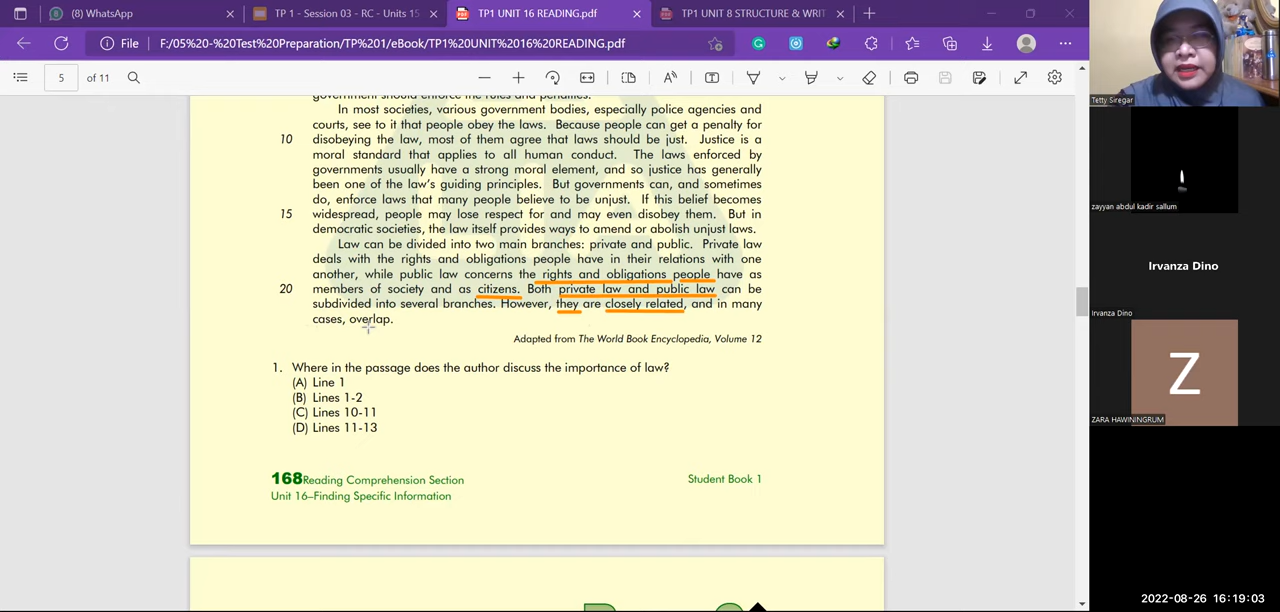 (8) WhatsApp
TP 1 - Session 03 - RC - Units 15
TP1 UNIT 16 READING.pdf
TP1 UNIT 8 STRUCTURE & WRIT
File
F:/05%20-%20Test%20Preparation/TP%201/eBook/TP1%20UNIT%2016%20READING.pdf
5
of 11
government should enforce the rules and penalties.
In most societies, various government bodies, especially police agencies and
10 courts, see to it that people obey the laws. Because people can get a penalty for
disobeying the law, most of them agree that laws should be just. Justice is a
moral standard that applies to all human conduct. The laws enforced by
governments usually have a strong moral element, and so justice has generally
been one of the law's guiding principles. But governments can, and sometimes
do, enforce laws that many people believe to be unjust. If this belief becomes
15 widespread, people may lose respect for and may even disobey them. But in
democratic societies, the law itself provides ways to amend or abolish unjust laws.
Law can be divided into two main branches: private and public. Private law
deals with the rights and obligations people have in their relations with one
another, while public law concerns the rights and obligations people have as
20 members of society and as citizens. Both private law and public law can be
subdivided into several branches. However, they are closely related, and in many
cases, overlap.
Adapted from The World Book Encyclopedia, Volume 12
1. Where in the passage does the author discuss the importance of law?
(A) Line 1
(B) Lines 1-2
(C) Lines 10-11
(D) Lines 11-13
168Reading Comprehension Section
Unit 16–Finding Specific Information
Student Book 1
Tetty Siregar
zayyan abdul kadir sallum
Irvanza Dino
Irvanza Dino
Z
ZARA HAWININGRUM
2022-08-26 16:19:03